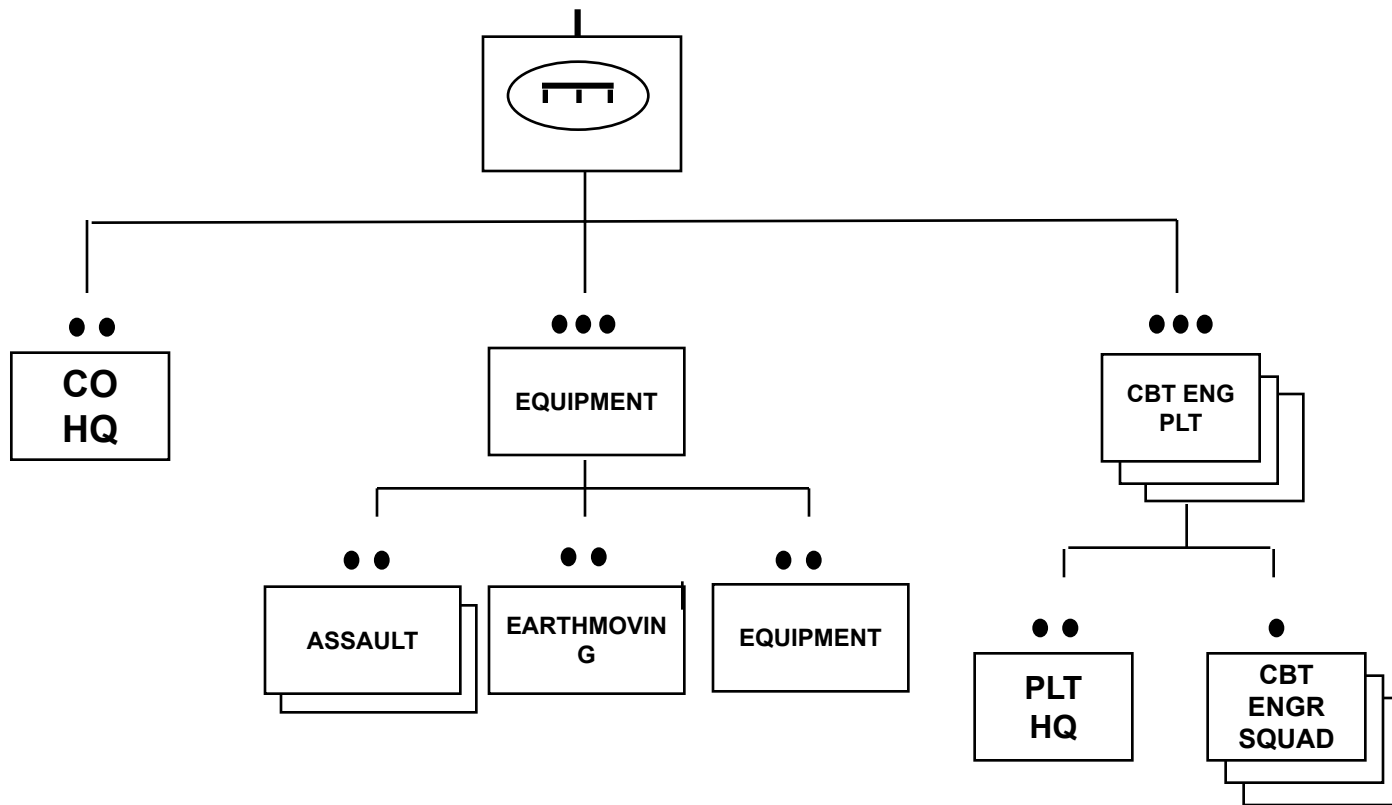 CO
HQ
EQUIPMENT
CBT ENG
PLT
ASSAULT
EARTHMOVIN
G
EQUIPMENT
PLT
HQ
CBT
ENGR
SQUAD